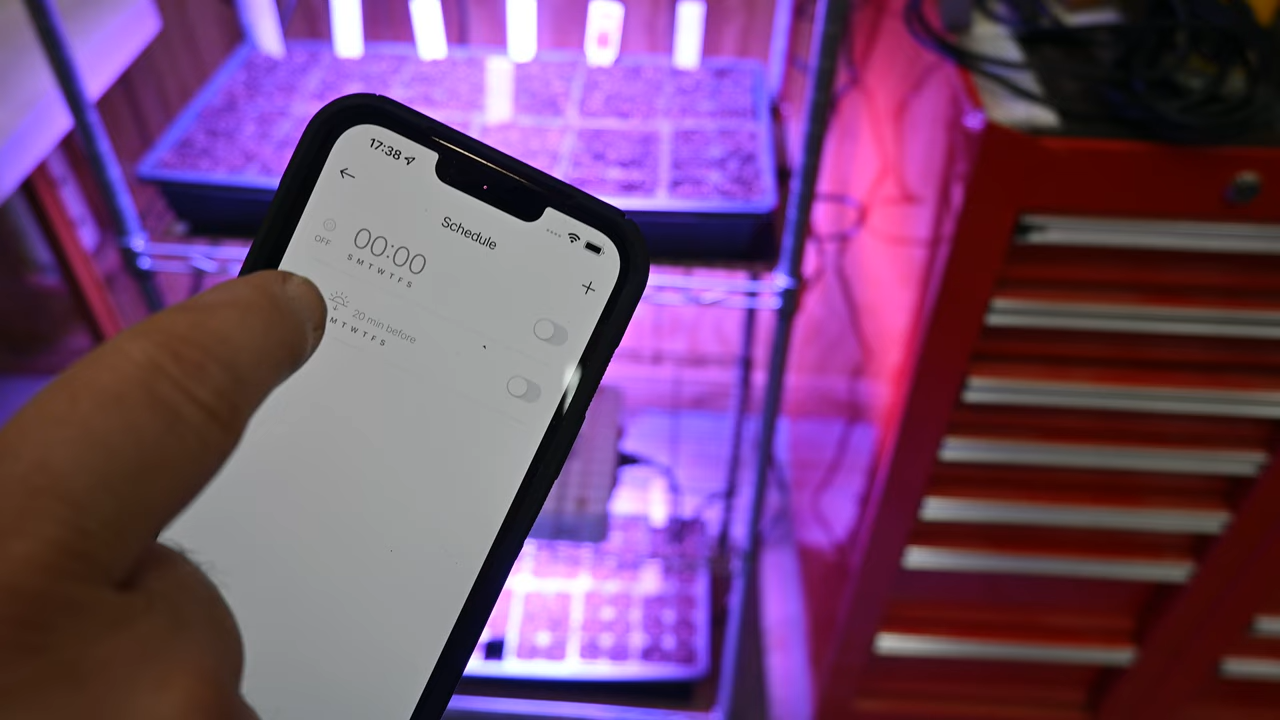 17:38
Schedule
OFF
00:00
S M T W T F S
20 min before
M T W T F S